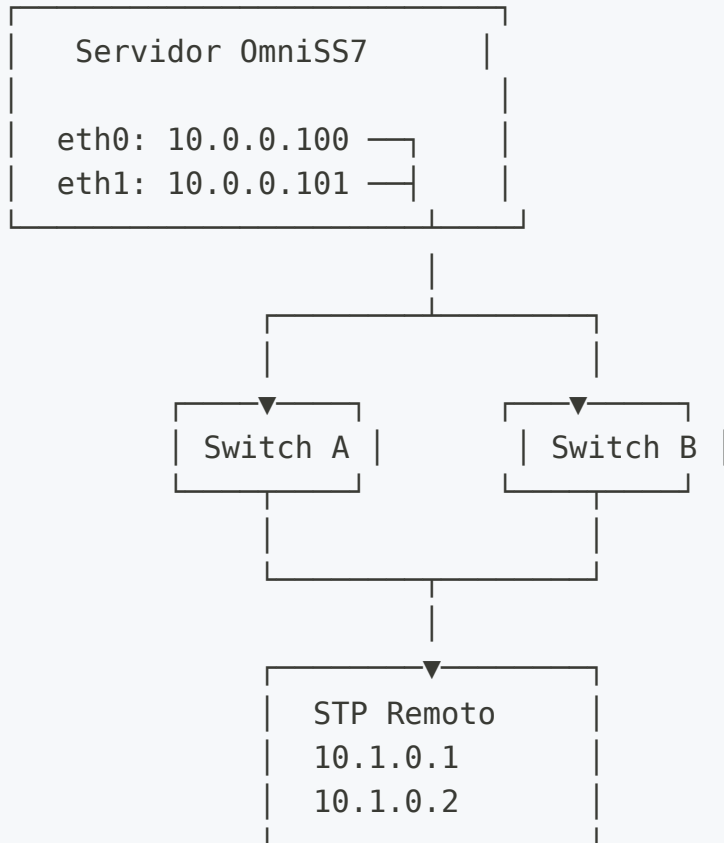 Servidor OmniSS7
eth0: 10.0.0.100
eth1: 10.0.0.101
Switch A
Switch B
STP Remoto
10.1.0.1
10.1.0.2